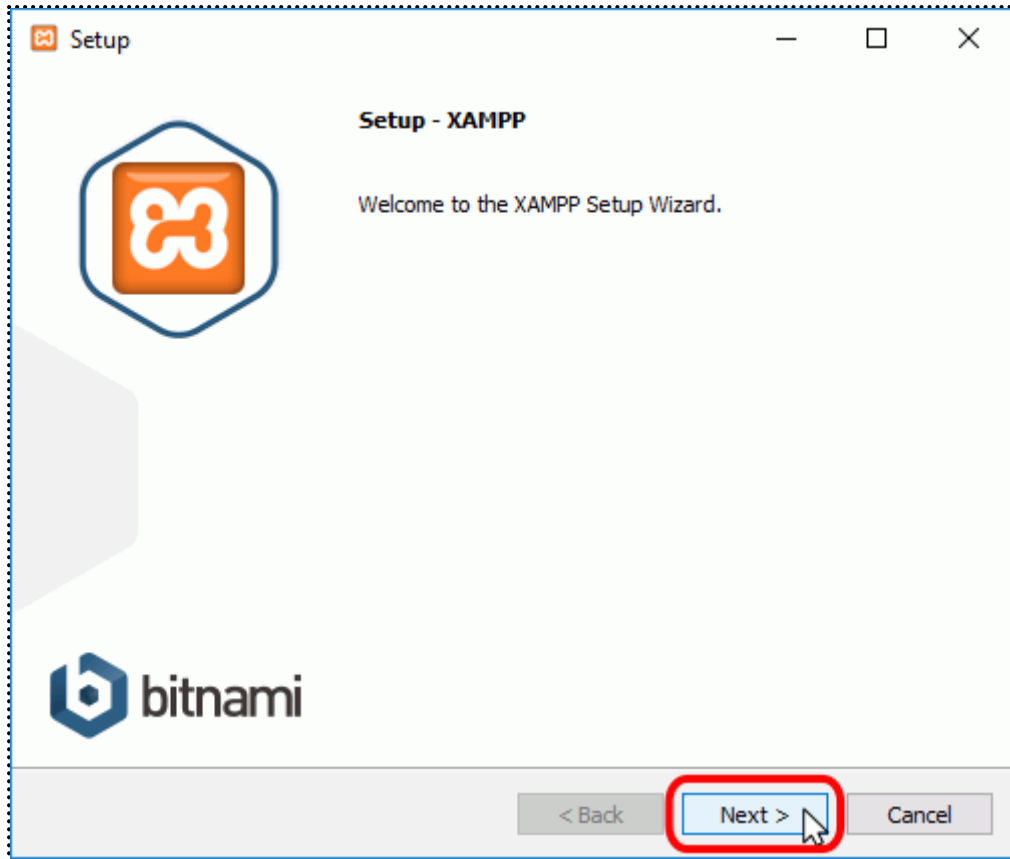 Setup
Setup - XAMPP
Welcome to the XAMPP Setup Wizard.
bitnami
< Back
Next >
Cancel